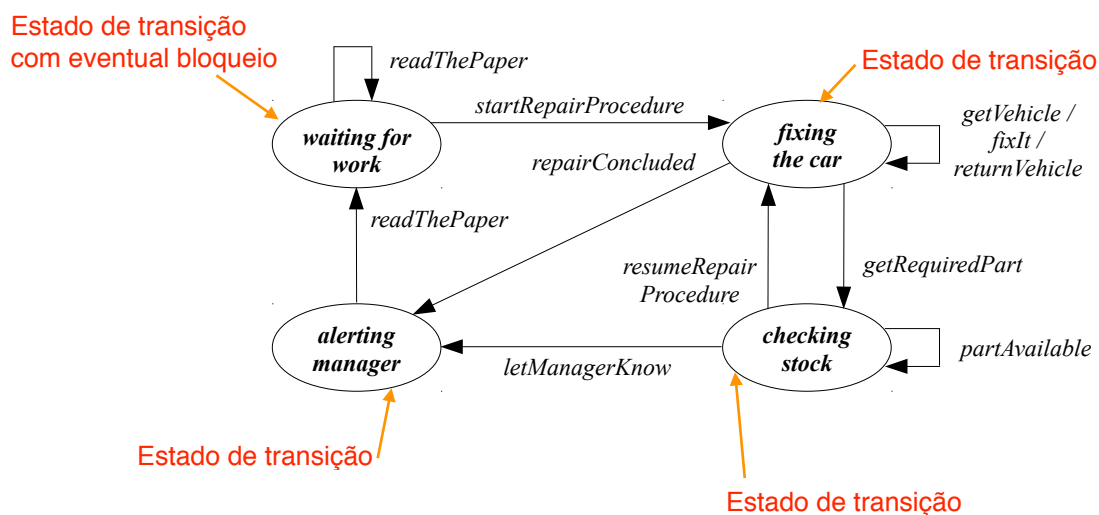 Estado de transição
com eventual bloqueio
readThePaper
Estado de transição
startRepairProcedure
waiting for
work
fixing
the car
getVehicle /
fixIt /
returnVehicle
repairConcluded
readThePaper
resumeRepair
Procedure
getRequiredPart
alerting
manager
checking
stock
partAvailable
letManagerKnow
Estado de transição
Estado de transição